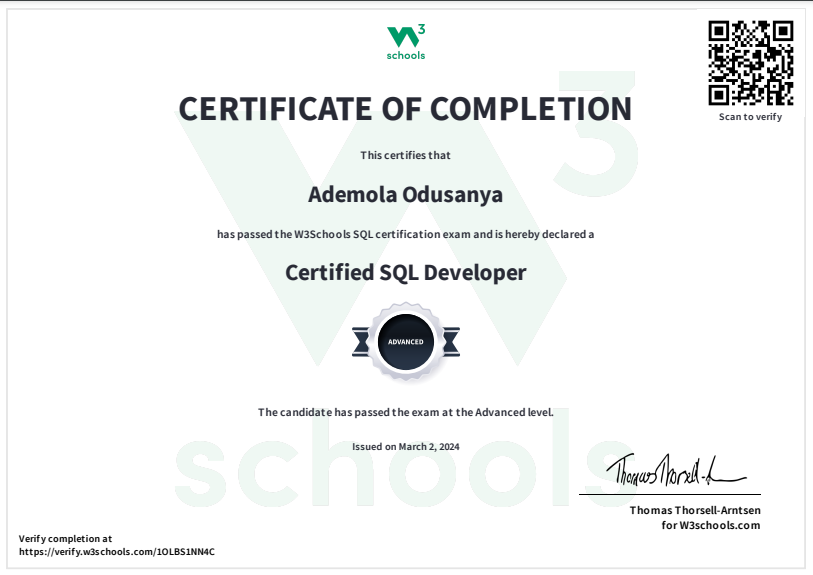 W3
schools
Scan to verify
CERTIFICATE OF COMPLETION
This certifies that
Ademola Odusanya
has passed the W3Schools SQL certification exam and is hereby declared a
Certified SQL Developer
ADVANCED
The candidate has passed the exam at the Advanced level.
Issued on March 2, 2024
W3
schools
Thomas Thorsell-A
Thomas Thorsell-Arntsen
for W3schools.com
Verify completion at
https://verify.w3schools.com/1OLBS1NN4C